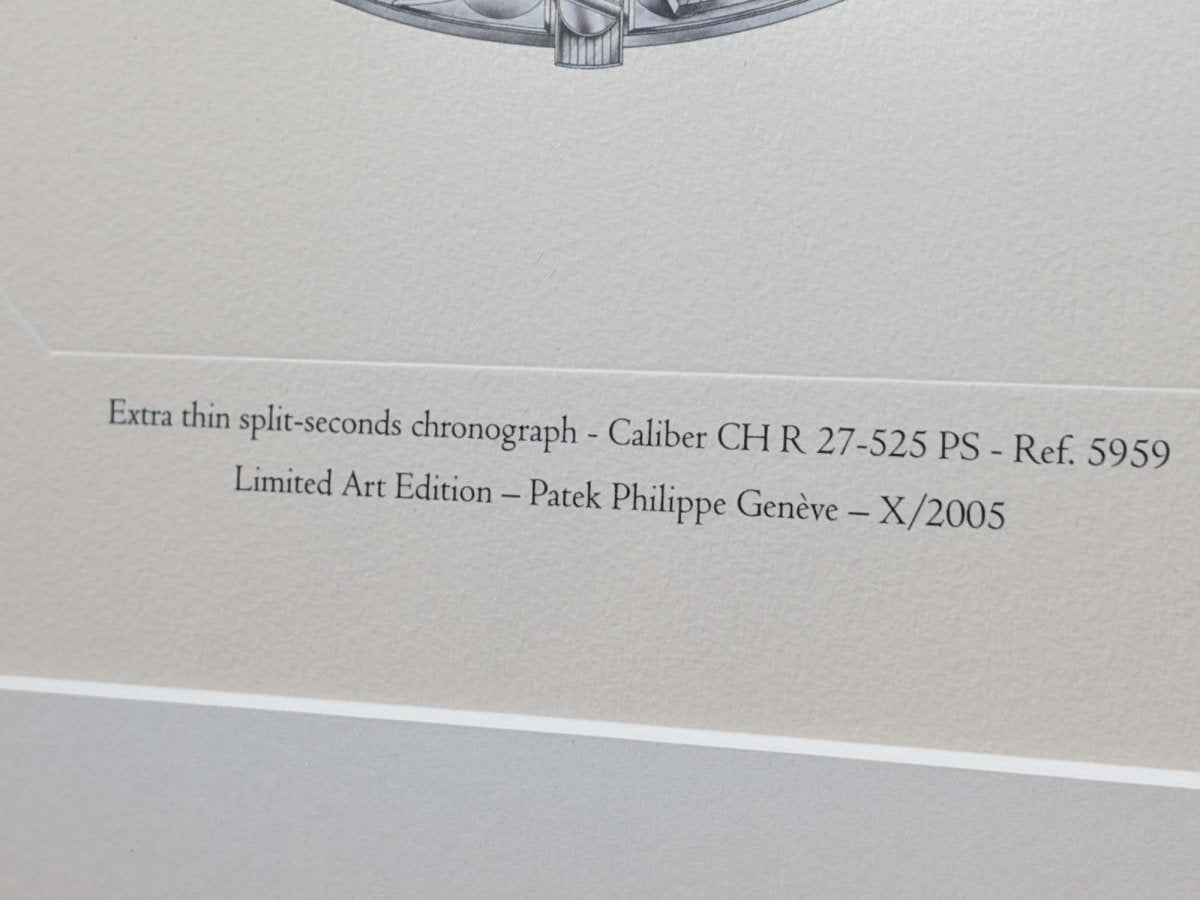 Extra thin split-seconds chronograph - Caliber CH R 27-525 PS - Ref. 5959
Limited Art Edition – Patek Philippe Genève – X/2005